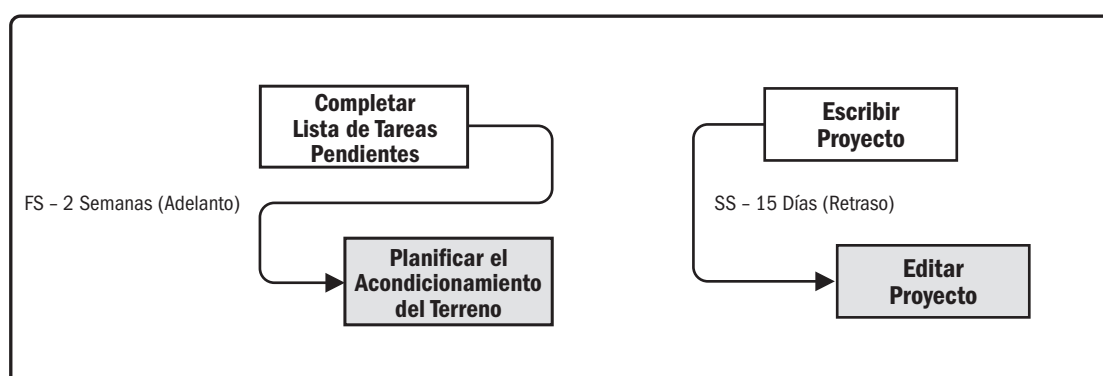 Completar
Lista de Tareas
Pendientes
FS – 2 Semanas (Adelanto)
Planificar el
Acondicionamiento
del Terreno
Escribir
Proyecto
SS – 15 Días (Retraso)
Editar
Proyecto